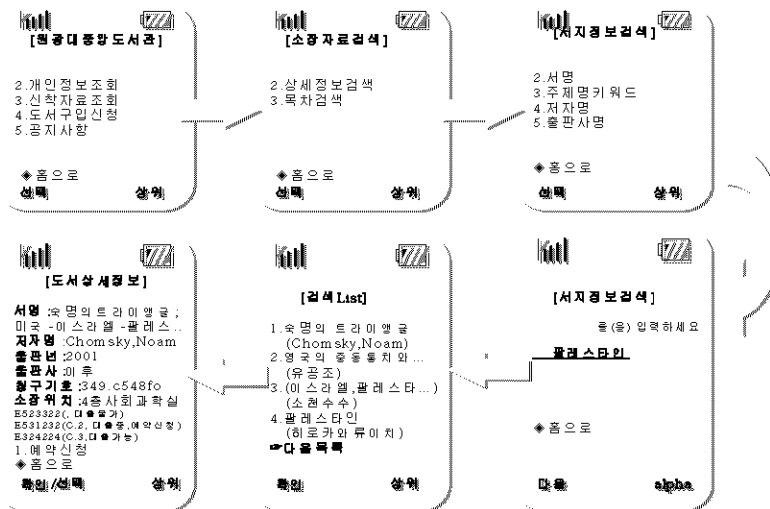 [원광대중앙도서관]
2.개인정보조회
3.신착자료조회
4.도서구입신청
5.공지사항
◈홈으로
선택 상위
[소장자료검색]
2.상세정보검색
3.목차검색
◈홈으로
선택 상위
[서지정보검색]
2.서명
3.주제명키워드
4.저자명
5.출판사명
◈홈으로
선택 상위
[도서상세정보]
서명 :숙명의트라이앵글;
미국 -이스라엘 -팔레스..
저자명 :Chomsky,Noam
출판년 :2001
출판사 :이후
청구기호 :349.c548fo
소장위치 :4층사회과학실
E523322(, 대출불가)
E531232(C.2, 대출중,예약신청)
E324224(C.3,대출가능)
1.예약신청
◈홈으로
확인/선택 상위
[검색List]
1.숙명의 트라이앵글
(Chomsky,Noam)
2.영국의 중동통치와...
(유공조)
3.(이스라엘,팔레스타...)
(소천수수)
4.팔레스타인
(히로카와 류이치)
☞다음목록
확인 상위
[서지정보검색]
을(을) 입력하세요
팔레스타인
◈홈으로
다음 alpha